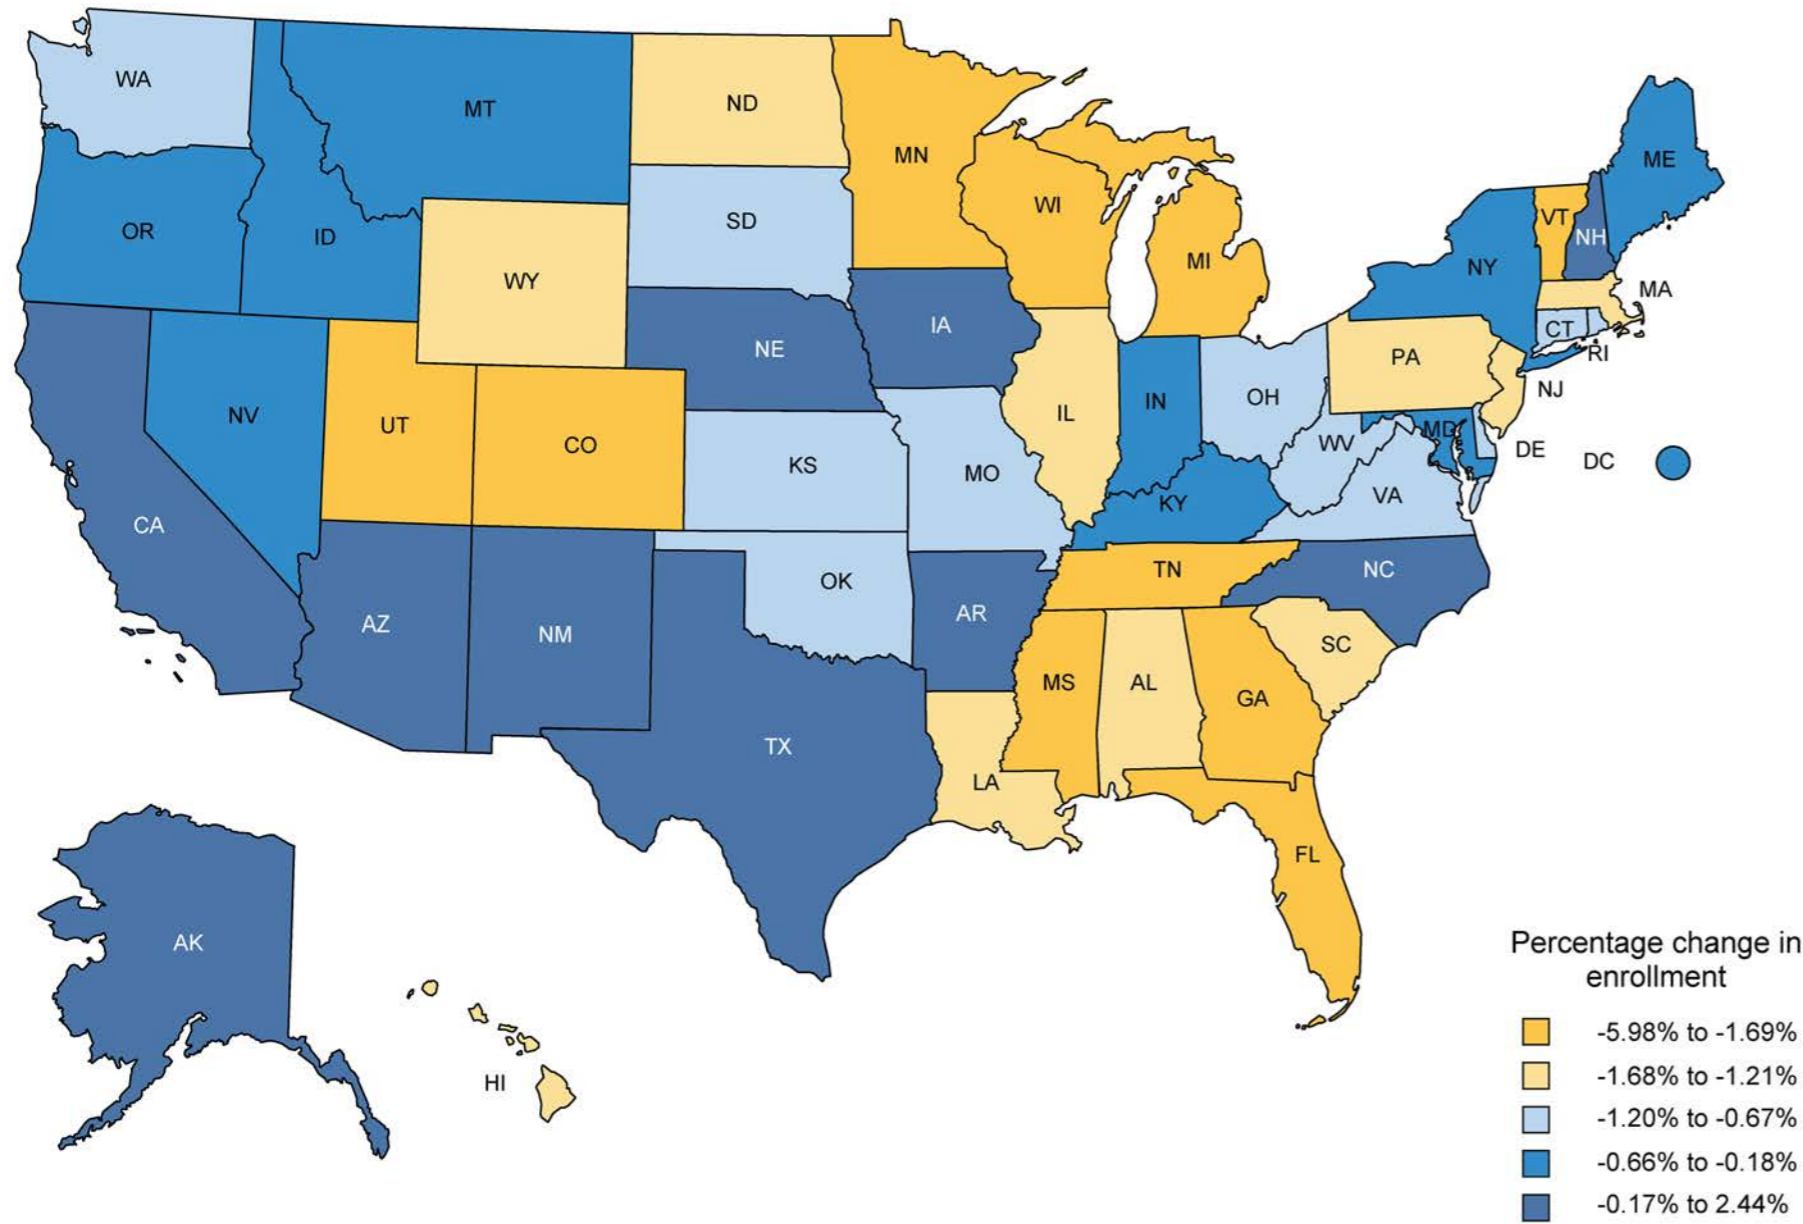 WA
MT
ND
MN
ME
OR
ID
SD
WI
VT
NH
WY
MI
NY
MA
IA
NE
CT
RI
PA
NJ
NV
UT
CO
IL
IN
OH
MD
DE
DC
KS
MO
WV
VA
KY
CA
OK
TN
NC
AZ
NM
AR
SC
MS
AL
GA
TX
LA
FL
AK
HI
Percentage change in
enrollment
-5.98% to -1.69%
-1.68% to -1.21%
-1.20% to -0.67%
-0.66% to -0.18%
-0.17% to 2.44%